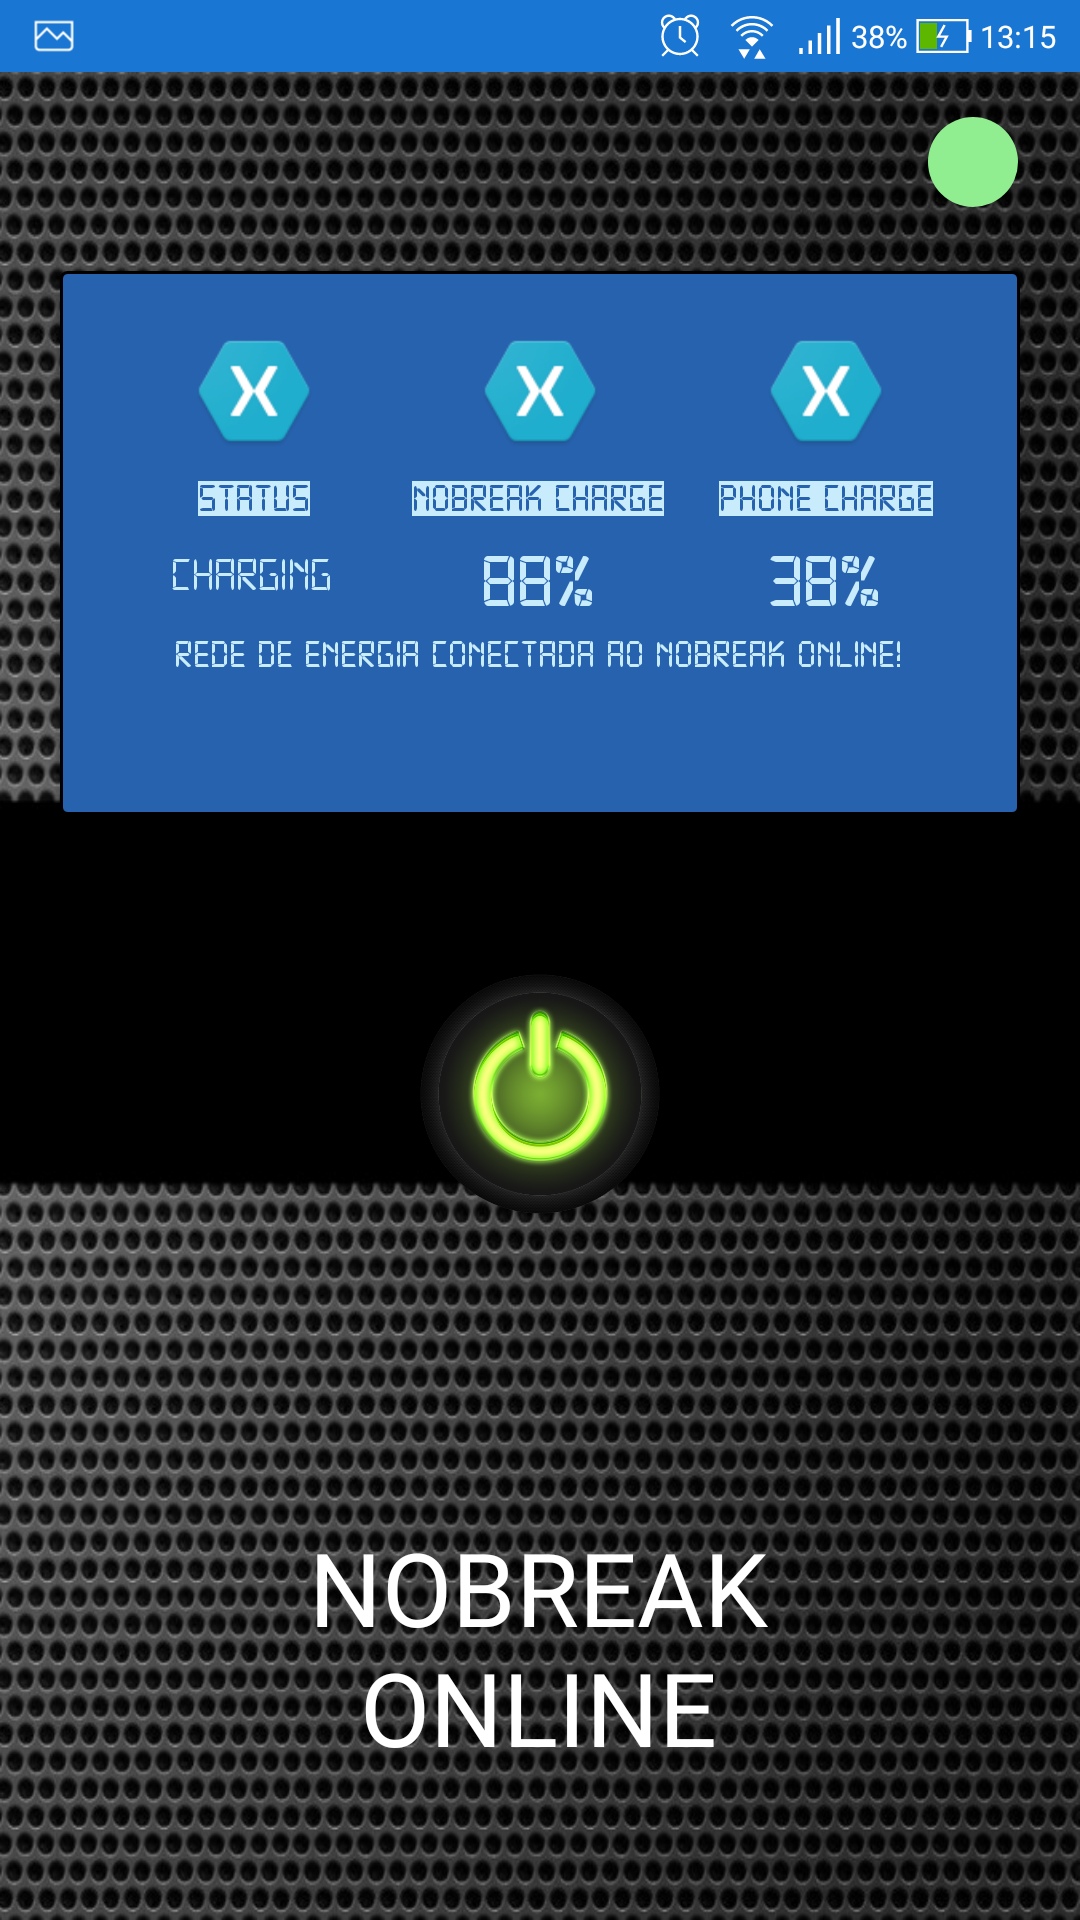 38% 13:15
X X X
STATUS NOBREAK CHARGE PHONE CHARGE
CHARGING 88% 38%
REDE DE ENERGIA CONECTADA AO NOBREAK ONLINE!
NOBREAK
ONLINE